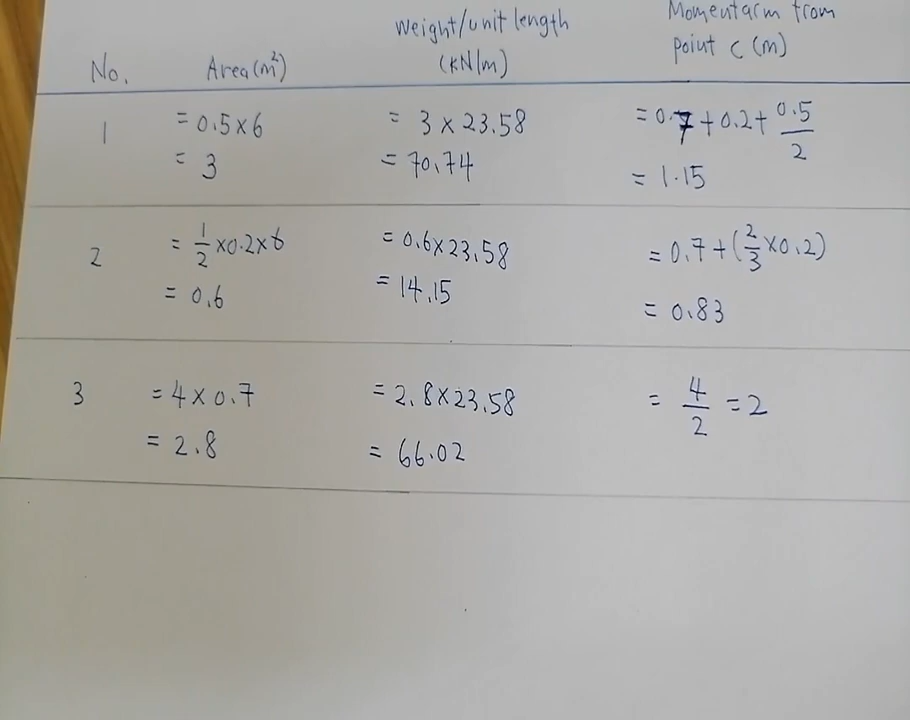 No. Area (m²) Weight/unit length (KN/m) Moment arm from point C (m)
1 = 0.5 × 6 = 3 × 23.58 = 0.7 + 0.2 + 0.5/2
= 3 = 70.74 = 1.15
2 = 1/2 × 0.2 × 6 = 0.6 × 23.58 = 0.7 + (2/3 × 0.2)
= 0.6 = 14.15 = 0.83
3 = 4 × 0.7 = 2.8 × 23.58 = 4/2 = 2
= 2.8 = 66.02